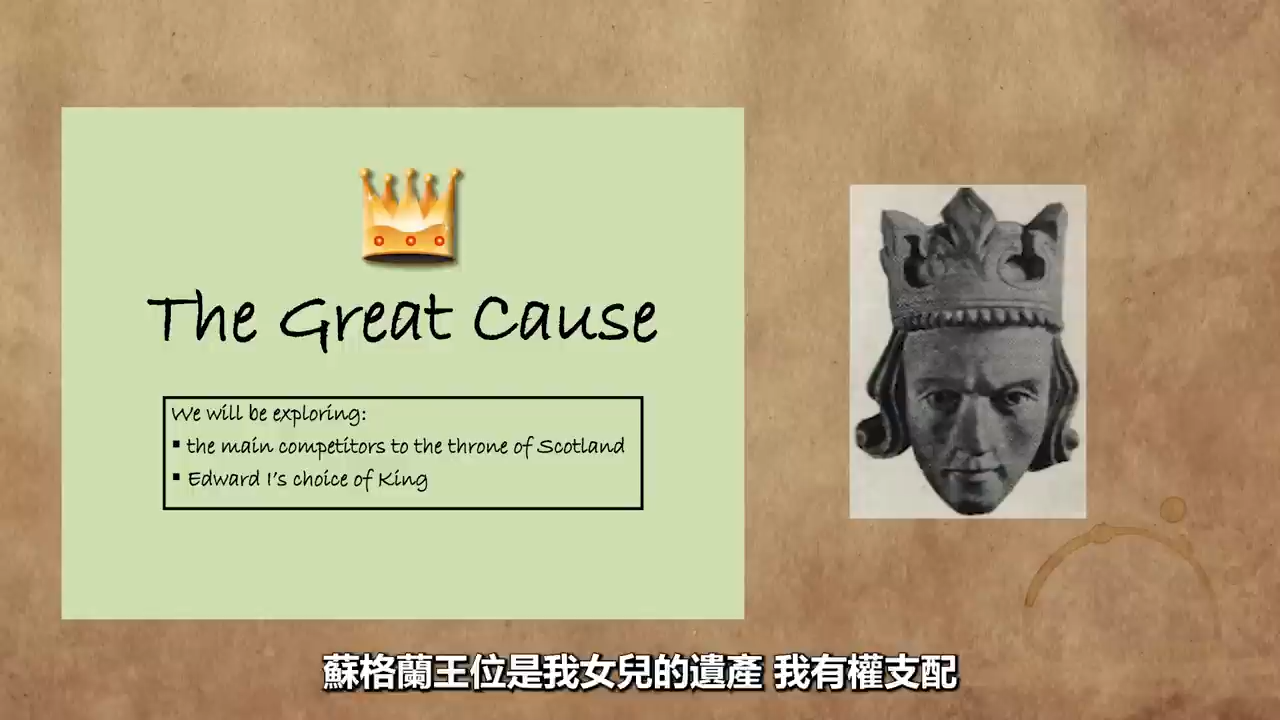 The Great Cause
We will be exploring:
▪ the main competitors to the throne of Scotland
▪ Edward I's choice of King
蘇格蘭王位是我女兒的遺產 我有權支配